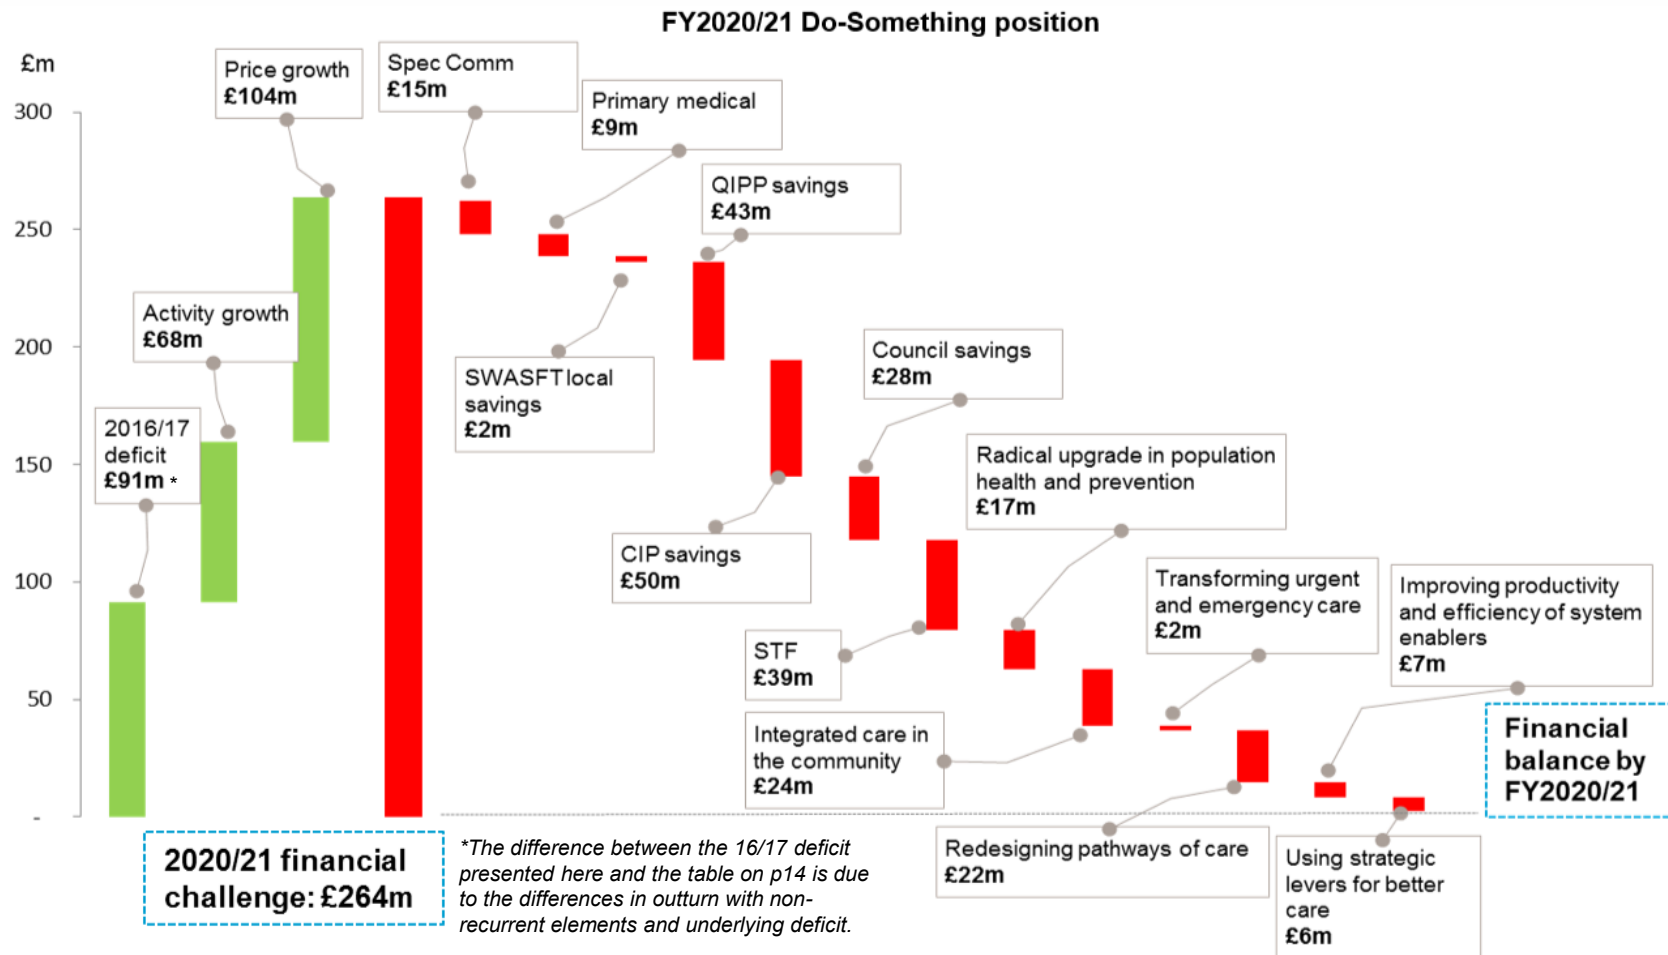 FY2020/21 Do-Something position
£m
300
250
200
150
100
50
-
2016/17
deficit
£91m *
Activity growth
£68m
Price growth
£104m
Spec Comm
£15m
Primary medical
£9m
SWASFT local
savings
£2m
QIPP savings
£43m
CIP savings
£50m
Council savings
£28m
STF
£39m
Radical upgrade in population
health and prevention
£17m
Integrated care in
the community
£24m
Transforming urgent
and emergency care
£2m
Redesigning pathways of care
£22m
Improving productivity
and efficiency of system
enablers
£7m
Using strategic
levers for better
care
£6m
Financial
balance by
FY2020/21
2020/21 financial
challenge: £264m
*The difference between the 16/17 deficit
presented here and the table on p14 is due
to the differences in outturn with non-
recurrent elements and underlying deficit.